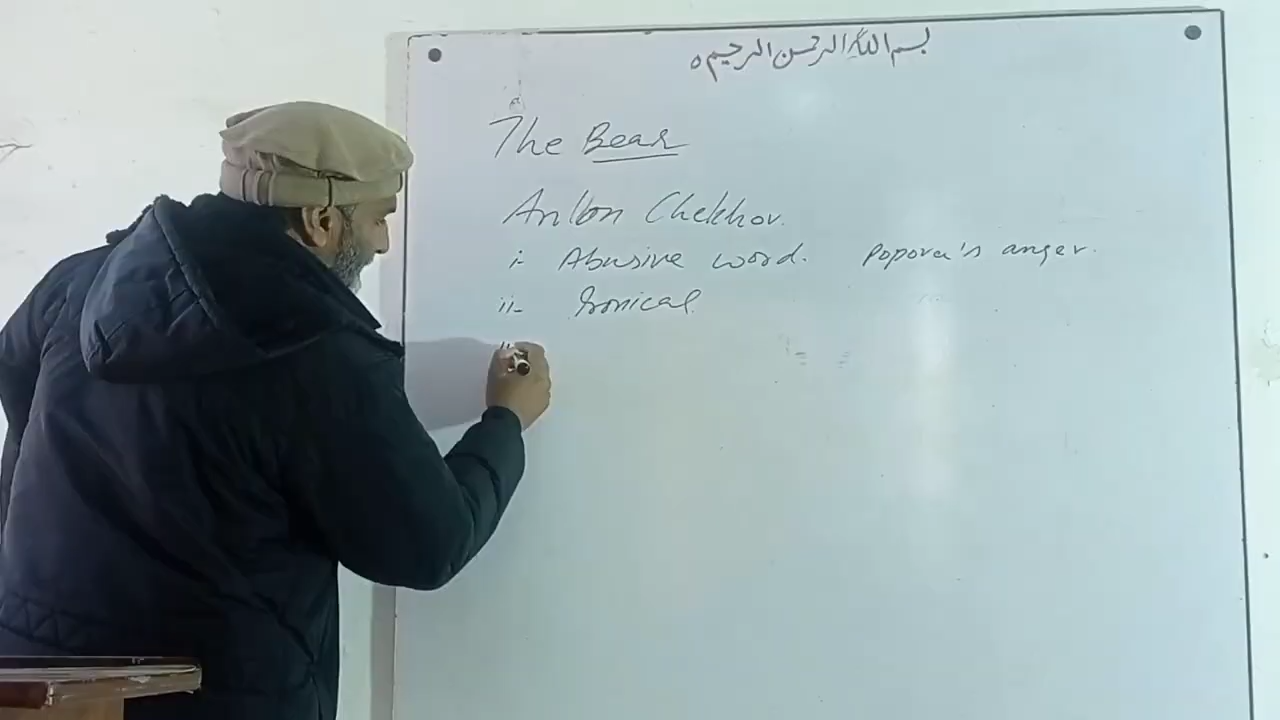 بسم اللہ الرحمن الرحیم ہ
The Bear
Anton Chekhov.
i- Abusive word. Popova's anger.
ii- Ironical